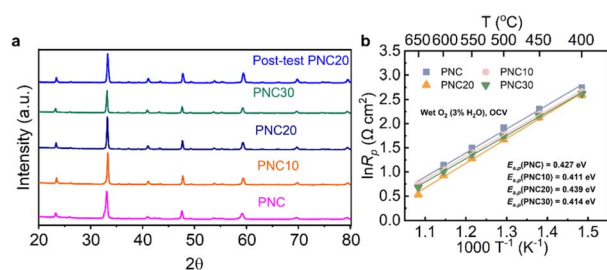 a
Post-test PNC20
PNC30
PNC20
PNC10
PNC
Intensity (a.u.)
20 30 40 50 60 70 80
2θ
b
T (°C)
650 600 550 500 450 400
PNC PNC10
PNC20 PNC30
Wet O₂ (3% H₂O), OCV
Eₐ,ₚ(PNC) = 0.427 eV
Eₐ,ₚ(PNC10) = 0.411 eV
Eₐ,ₚ(PNC20) = 0.439 eV
Eₐ,ₚ(PNC30) = 0.414 eV
lnRₚ (Ω cm²)
3.5
3.0
2.5
2.0
1.5
1.0
0.5
0.0
1.1 1.2 1.3 1.4 1.5
1000 T⁻¹ (K⁻¹)